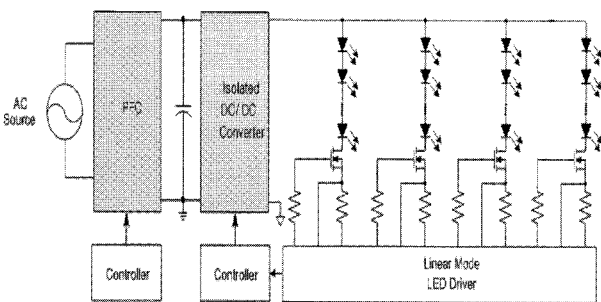 AC
Source
PFC
Isolated
DC/DC
Converter
Controller
Controller
Linear Mode
LED Driver